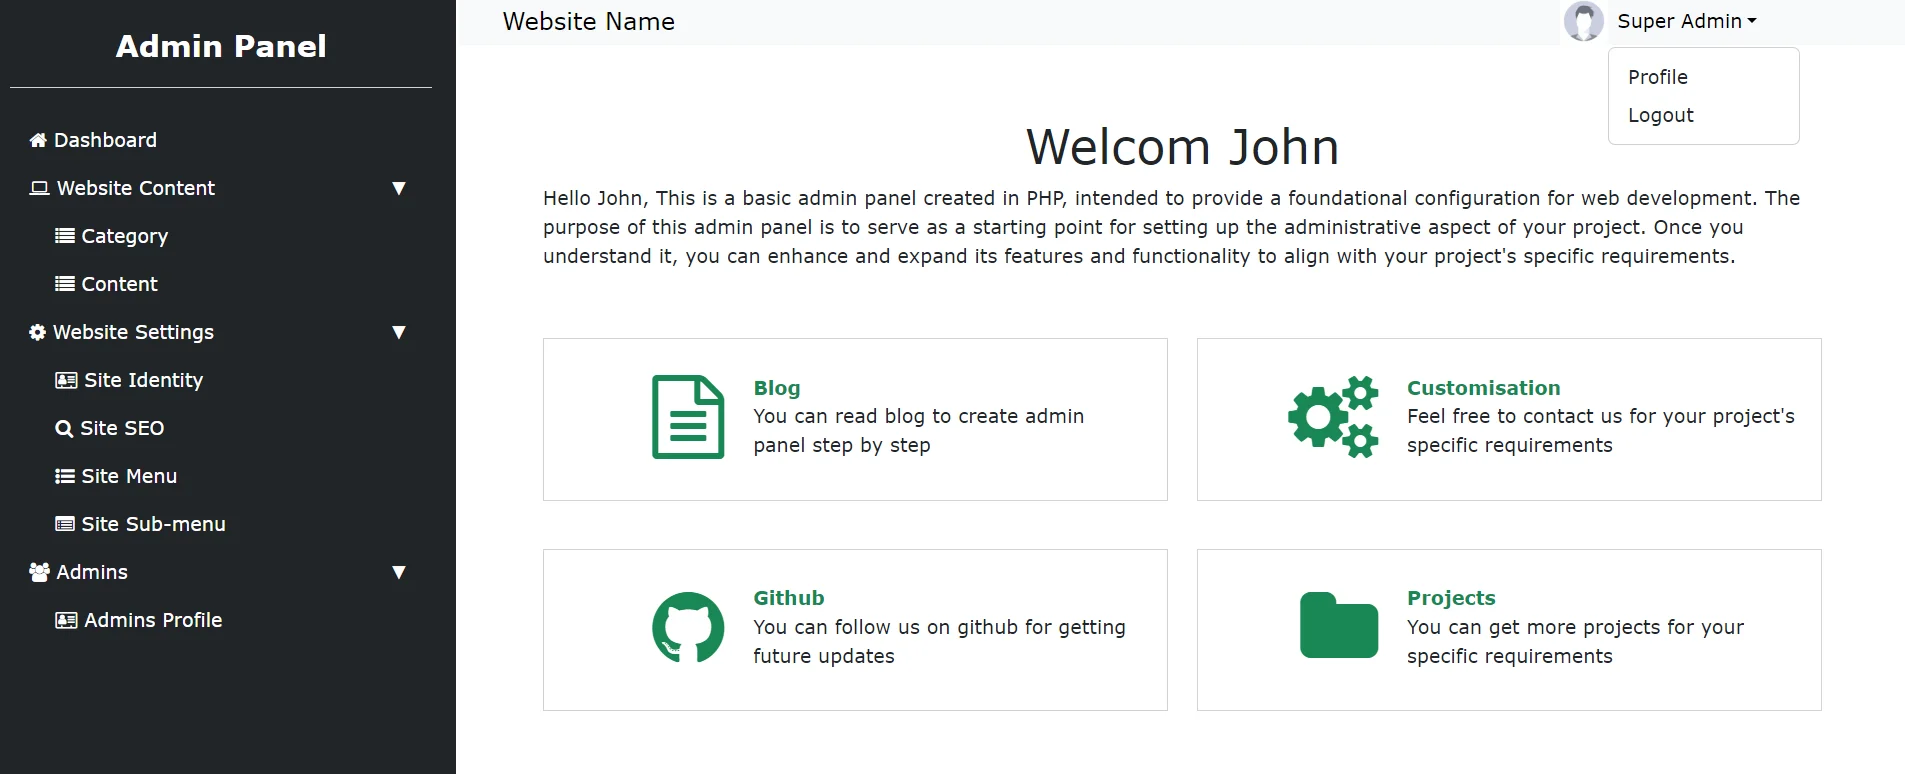 Admin Panel
Dashboard
Website Content ▼
Category
Content
Website Settings ▼
Site Identity
Site SEO
Site Menu
Site Sub-menu
Admins ▼
Admins Profile
Website Name
Super Admin
Profile
Logout
Welcom John
Hello John, This is a basic admin panel created in PHP, intended to provide a foundational configuration for web development. The
purpose of this admin panel is to serve as a starting point for setting up the administrative aspect of your project. Once you
understand it, you can enhance and expand its features and functionality to align with your project's specific requirements.
Blog
You can read blog to create admin
panel step by step
Customisation
Feel free to contact us for your project's
specific requirements
Github
You can follow us on github for getting
future updates
Projects
You can get more projects for your
specific requirements